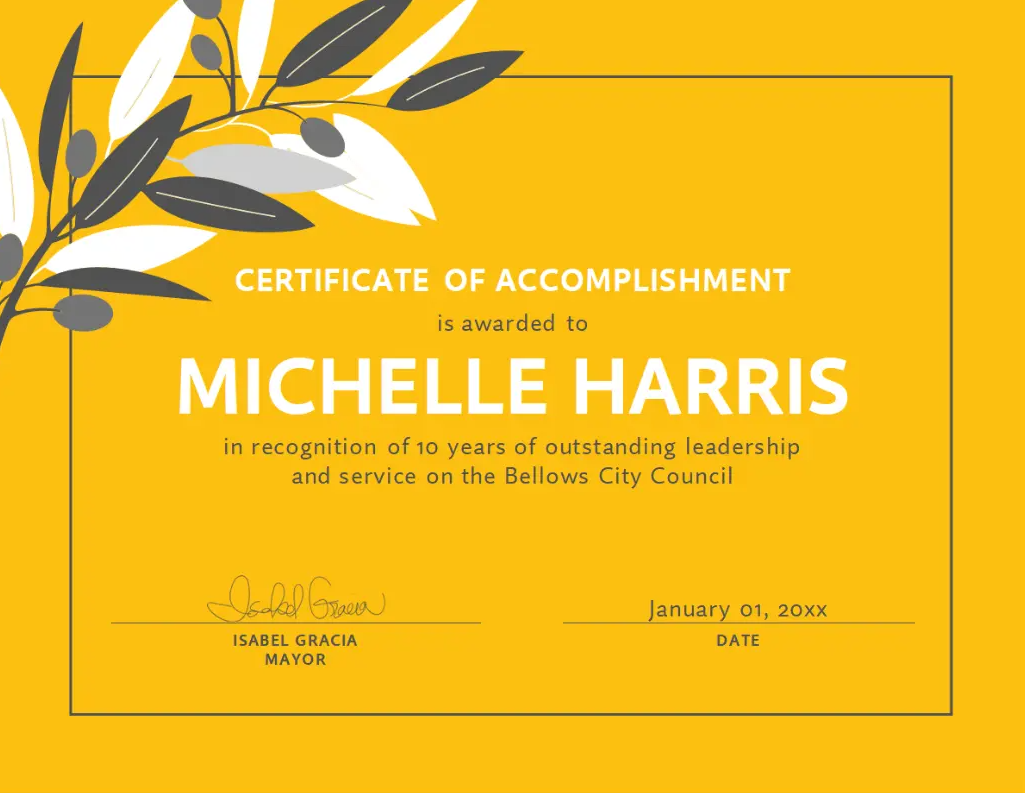 CERTIFICATE OF ACCOMPLISHMENT
is awarded to
MICHELLE HARRIS
in recognition of 10 years of outstanding leadership
and service on the Bellows City Council
Isabel Gracia
January 01, 20xx
ISABEL GRACIA
DATE
MAYOR